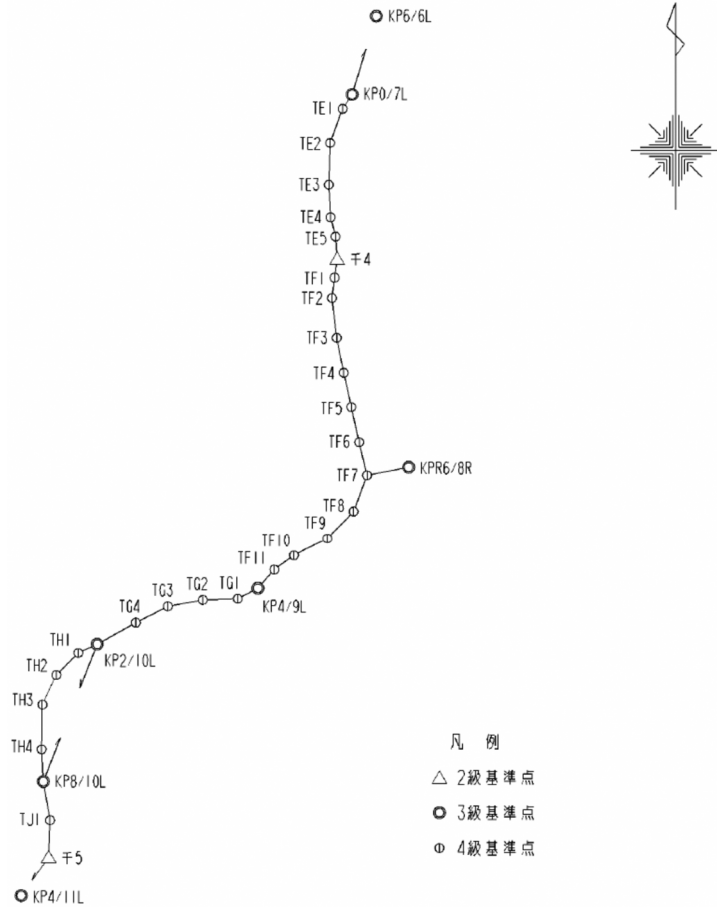 KP6/6L
KP0/7L
TE1
TE2
TE3
TE4
TE5
千4
TF1
TF2
TF3
TF4
TF5
TF6
TF7
KPR6/8R
TF8
TF9
TF10
TF11
KP4/9L
TG1
TG2
TG3
TG4
TH1
KP2/10L
TH2
TH3
TH4
KP8/10L
TJ1
千5
KP4/11L
凡 例
2級基準点
3級基準点
4級基準点